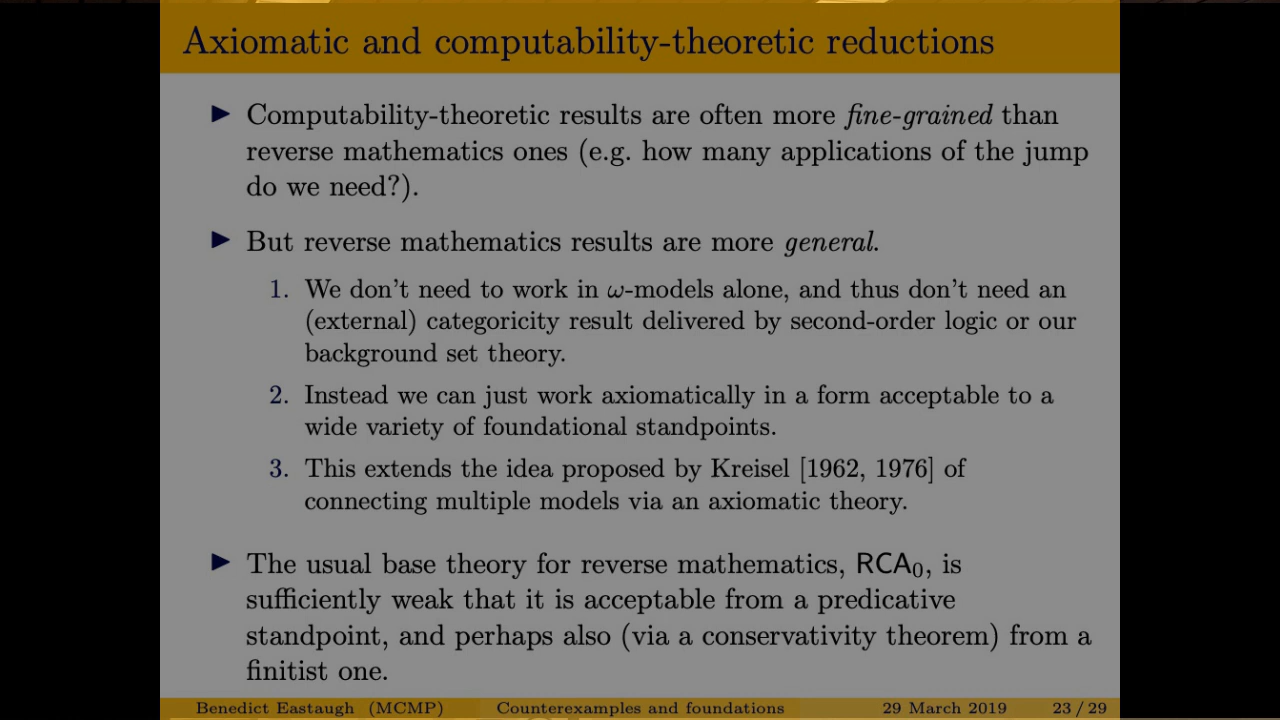 Axiomatic and computability-theoretic reductions
▶ Computability-theoretic results are often more fine-grained than
reverse mathematics ones (e.g. how many applications of the jump
do we need?).
▶ But reverse mathematics results are more general.
1. We don't need to work in ω-models alone, and thus don't need an
(external) categoricity result delivered by second-order logic or our
background set theory.
2. Instead we can just work axiomatically in a form acceptable to a
wide variety of foundational standpoints.
3. This extends the idea proposed by Kreisel [1962, 1976] of
connecting multiple models via an axiomatic theory.
▶ The usual base theory for reverse mathematics, RCA₀, is
sufficiently weak that it is acceptable from a predicative
standpoint, and perhaps also (via a conservativity theorem) from a
finitist one.
Benedict Eastaugh (MCMP) Counterexamples and foundations 29 March 2019 23 / 29